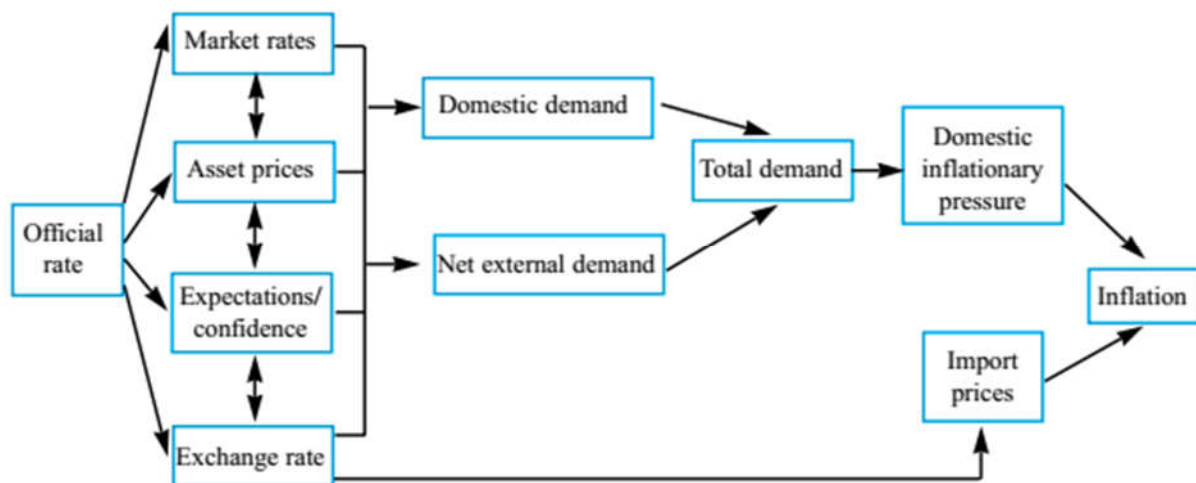 Market rates
Domestic demand
Asset prices
Total demand
Domestic
inflationary
pressure
Official
rate
Net external demand
Expectations/
confidence
Inflation
Import
prices
Exchange rate